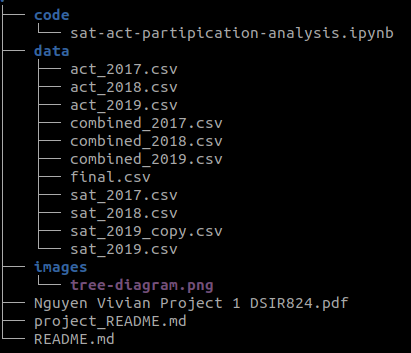 code
sat-act-partipication-analysis.ipynb
data
act_2017.csv
act_2018.csv
act_2019.csv
combined_2017.csv
combined_2018.csv
combined_2019.csv
final.csv
sat_2017.csv
sat_2018.csv
sat_2019_copy.csv
sat_2019.csv
images
tree-diagram.png
Nguyen Vivian Project 1 DSIR824.pdf
project_README.md
README.md